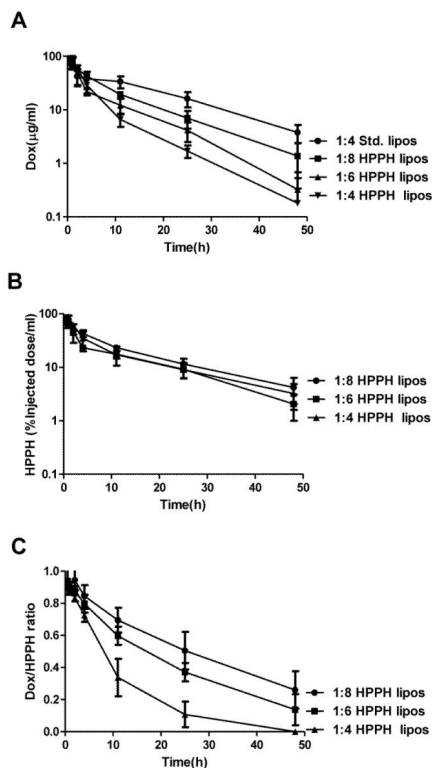 A
Dox(μg/ml)
100
10
1
0.1
0 10 20 30 40 50
Time(h)
1:4 Std. lipos
1:8 HPPH lipos
1:6 HPPH lipos
1:4 HPPH lipos
B
HPPH (%Injected dose/ml)
100
10
1
0.1
0 10 20 30 40 50
Time(h)
1:8 HPPH lipos
1:6 HPPH lipos
1:4 HPPH lipos
C
Dox/HPPH ratio
1.0
0.8
0.6
0.4
0.2
0.0
0 10 20 30 40 50
Time(h)
1:8 HPPH lipos
1:6 HPPH lipos
1:4 HPPH lipos